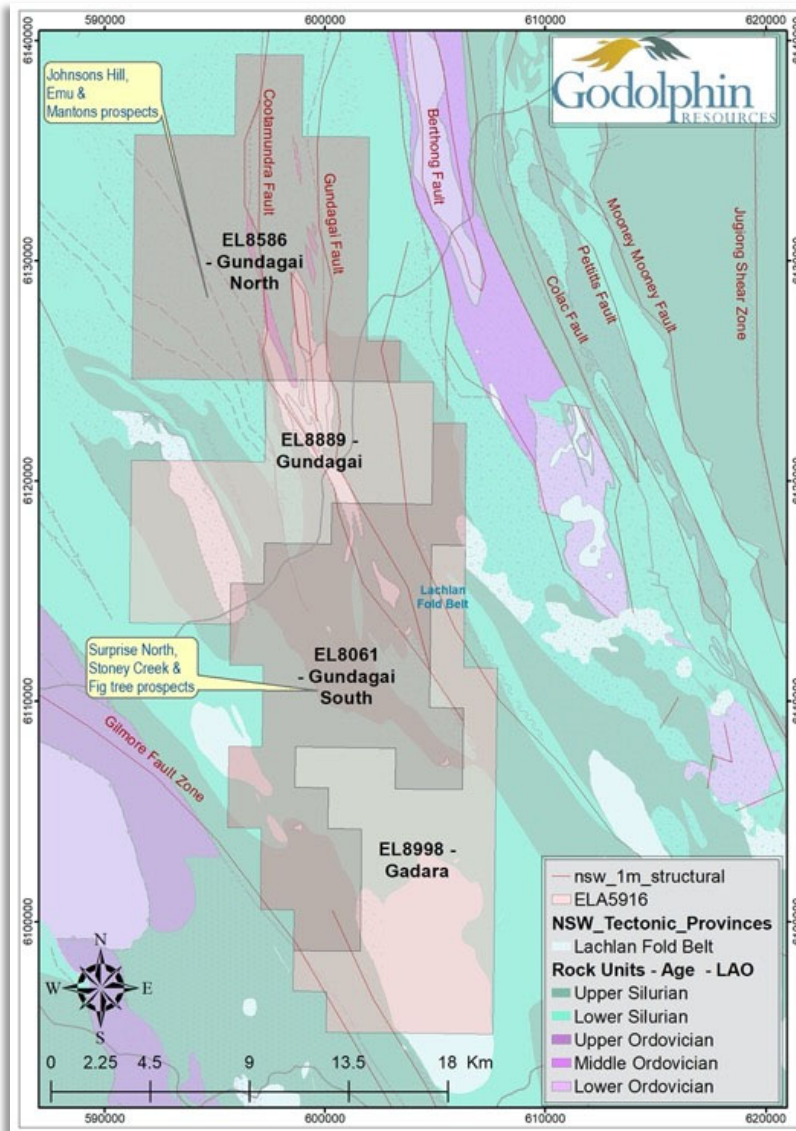 590000
600000
610000
620000
6140000
Johnsons Hill,
Emu &
Mantons prospects
Godolphin
RESOURCES
Cootamundra Fault
Gundagai Fault
Berthong Fault
Colac Fault
Pettitts Fault
Mooney Mooney Fault
Jugiong Shear Zone
6130000
EL8586
- Gundagai
North
EL8889 -
Gundagai
6120000
Lachlan
Fold Belt
Surprise North,
Stoney Creek &
Fig tree prospects
EL8061
- Gundagai
South
6110000
Gilmore Fault Zone
EL8998 -
Gadara
6100000
N
W
E
S
0 2.25 4.5 9 13.5 18 Km
nsw_1m_structural
ELA5916
NSW_Tectonic_Provinces
Lachlan Fold Belt
Rock Units - Age - LAO
Upper Silurian
Lower Silurian
Upper Ordovician
Middle Ordovician
Lower Ordovician
590000
600000
610000
620000